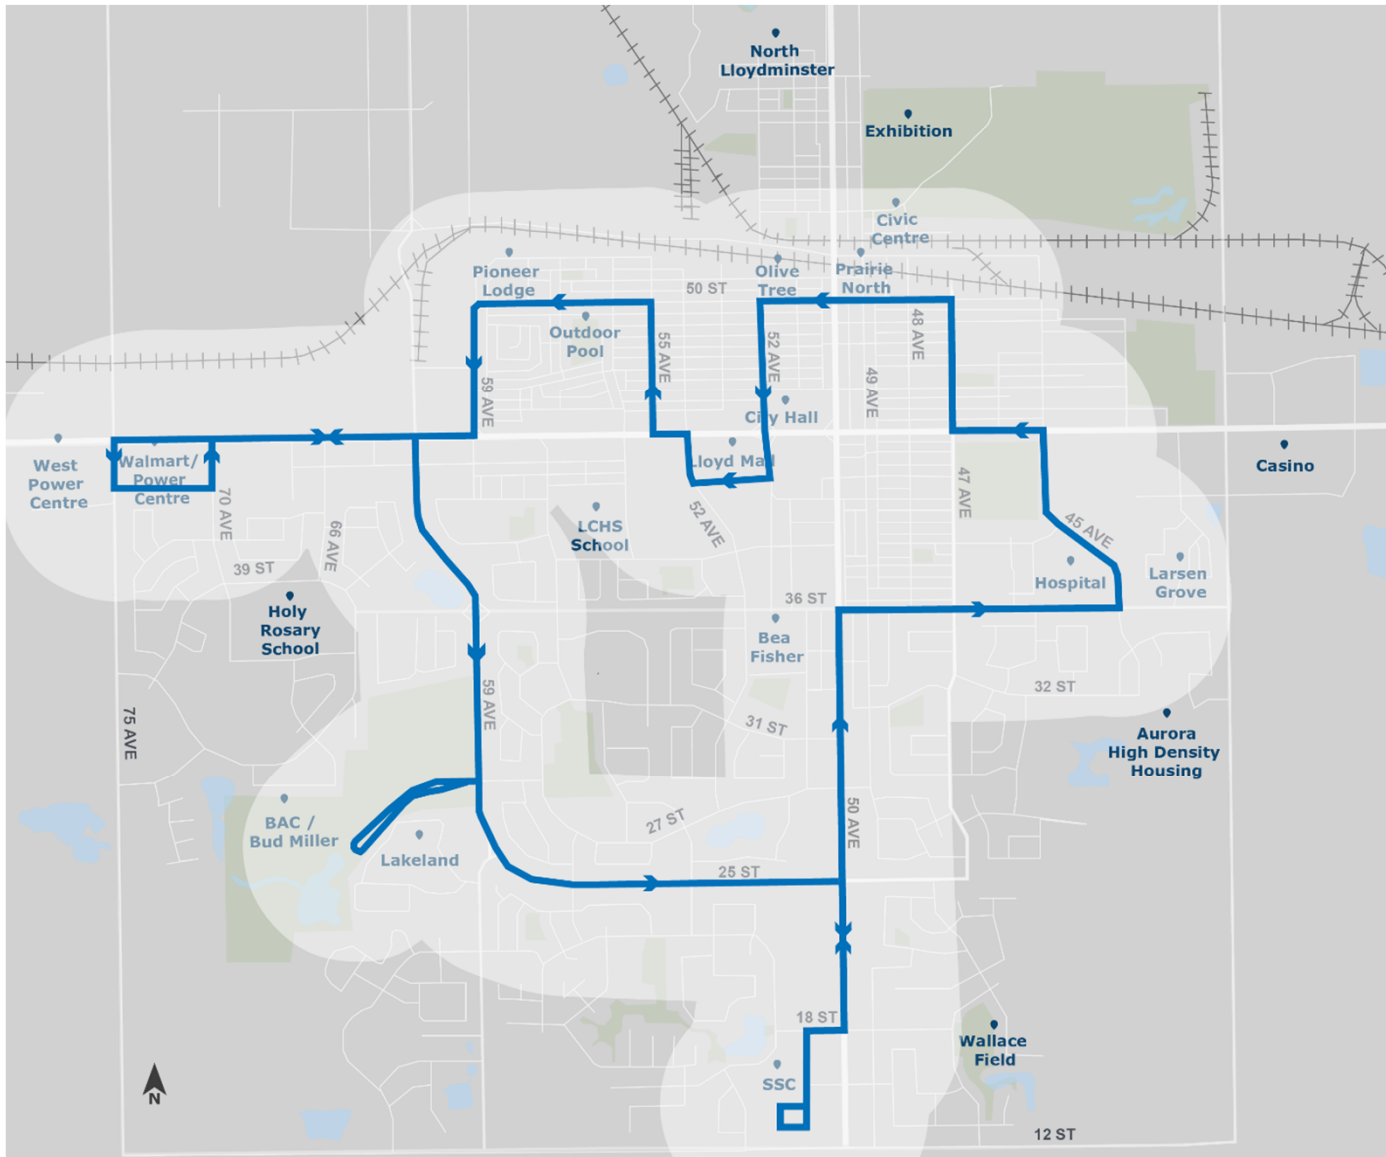 North
Lloydminster
Exhibition
Civic
Centre
Pioneer
Lodge
Olive
Tree
Prairie
North
50 ST
Outdoor
Pool
55 AVE
52 AVE
48 AVE
59 AVE
49 AVE
City Hall
West
Power
Centre
Walmart/
Power
Centre
Lloyd Mall
Casino
70 AVE
66 AVE
52 AVE
47 AVE
45 AVE
LCHS
School
39 ST
Hospital
Larsen
Grove
Holy
Rosary
School
36 ST
Bea
Fisher
32 ST
59 AVE
31 ST
75 AVE
Aurora
High Density
Housing
BAC /
Bud Miller
27 ST
50 AVE
Lakeland
25 ST
18 ST
Wallace
Field
SSC
N
12 ST